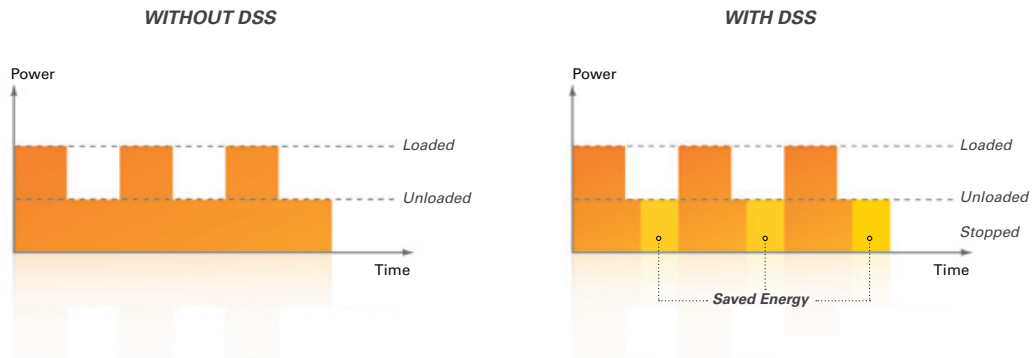 WITHOUT DSS
Power
Loaded
Unloaded
Time
WITH DSS
Power
Loaded
Unloaded
Stopped
Time
Saved Energy